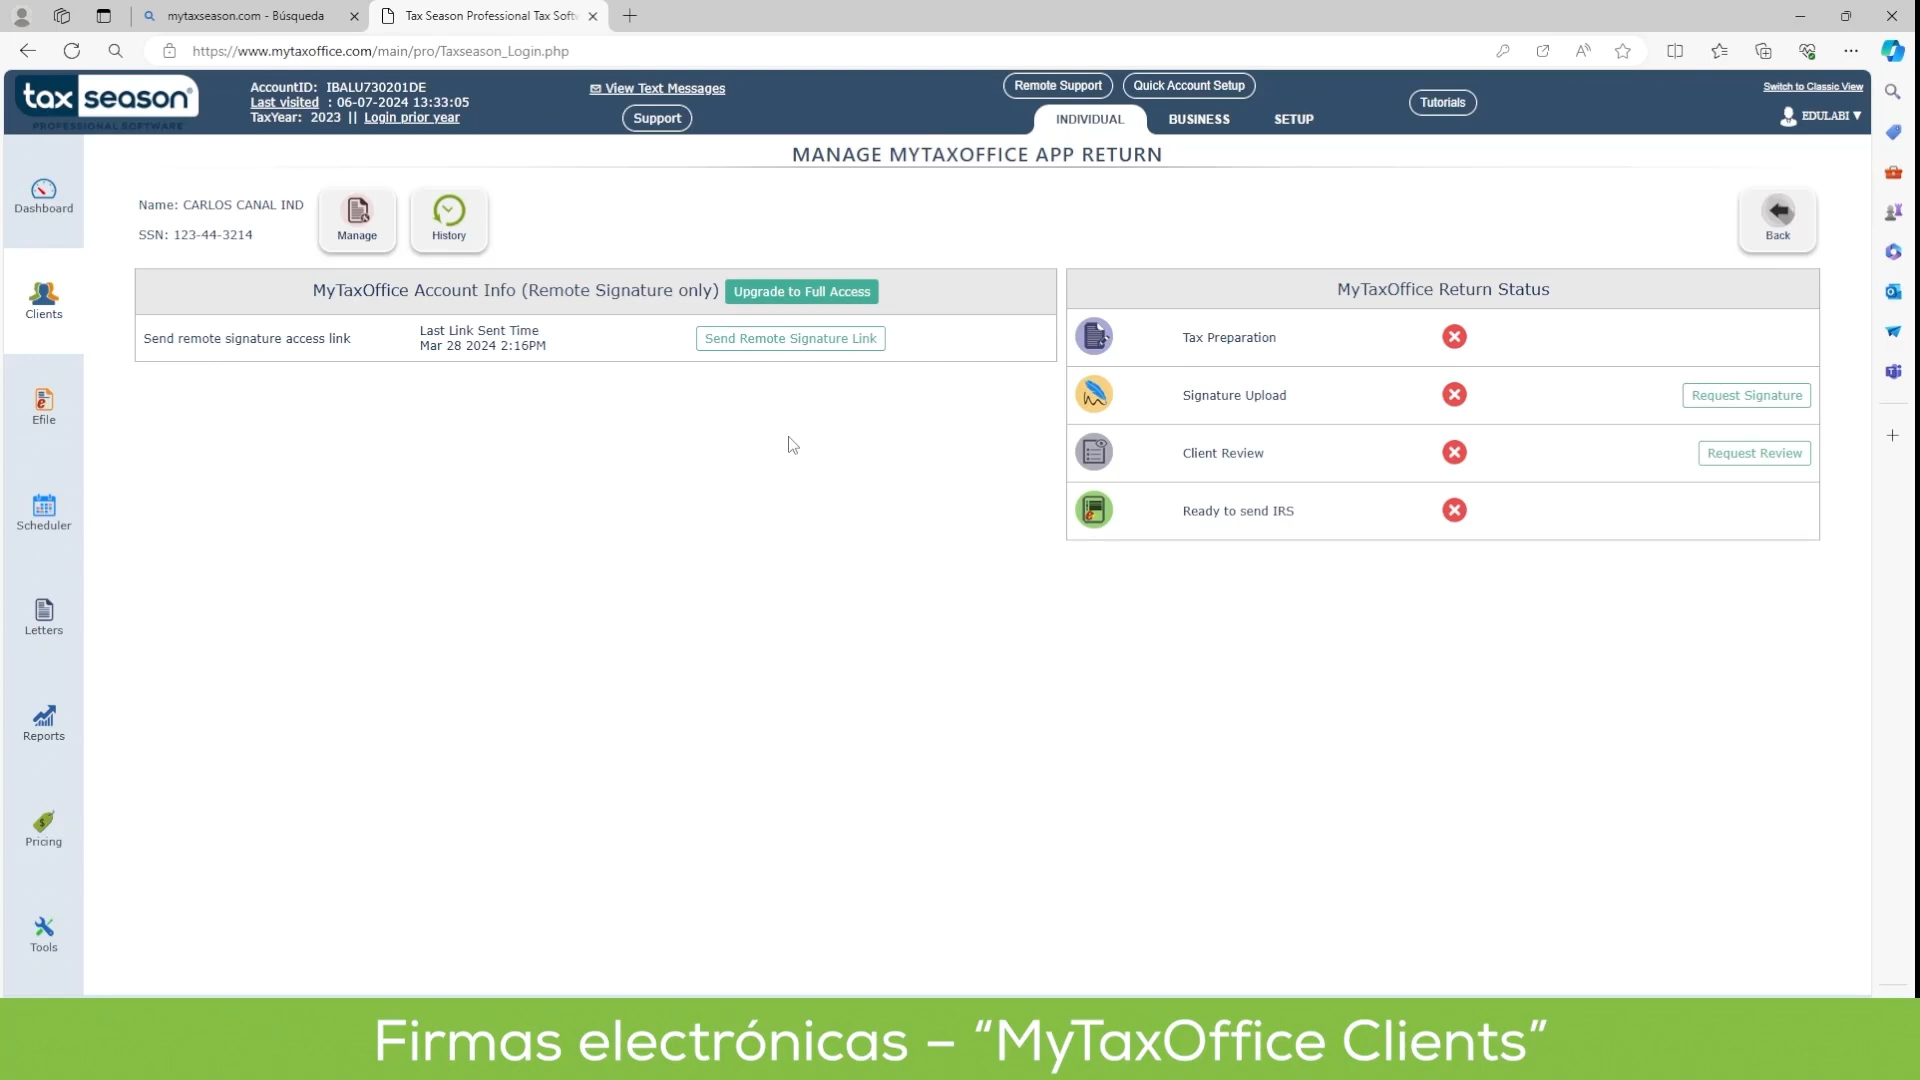 mytaxseason.com - Búsqueda
Tax Season Professional Tax Soft
https://www.mytaxoffice.com/main/pro/Taxseason_Login.php
tax season®
PROFESSIONAL SOFTWARE
AccountID: IBALU730201DE
Last visited : 06-07-2024 13:33:05
TaxYear: 2023 || Login prior year
View Text Messages
Support
Remote Support
Quick Account Setup
INDIVIDUAL
BUSINESS
SETUP
Tutorials
Switch to Classic View
EDULABI ▼
MANAGE MYTAXOFFICE APP RETURN
Dashboard
Clients
Efile
Scheduler
Letters
Reports
Pricing
Tools
Name: CARLOS CANAL IND
SSN: 123-44-3214
Manage
History
Back
MyTaxOffice Account Info (Remote Signature only)
Upgrade to Full Access
Send remote signature access link
Last Link Sent Time
Mar 28 2024 2:16PM
Send Remote Signature Link
MyTaxOffice Return Status
Tax Preparation
Signature Upload
Request Signature
Client Review
Request Review
Ready to send IRS
Firmas electrónicas – “MyTaxOffice Clients”